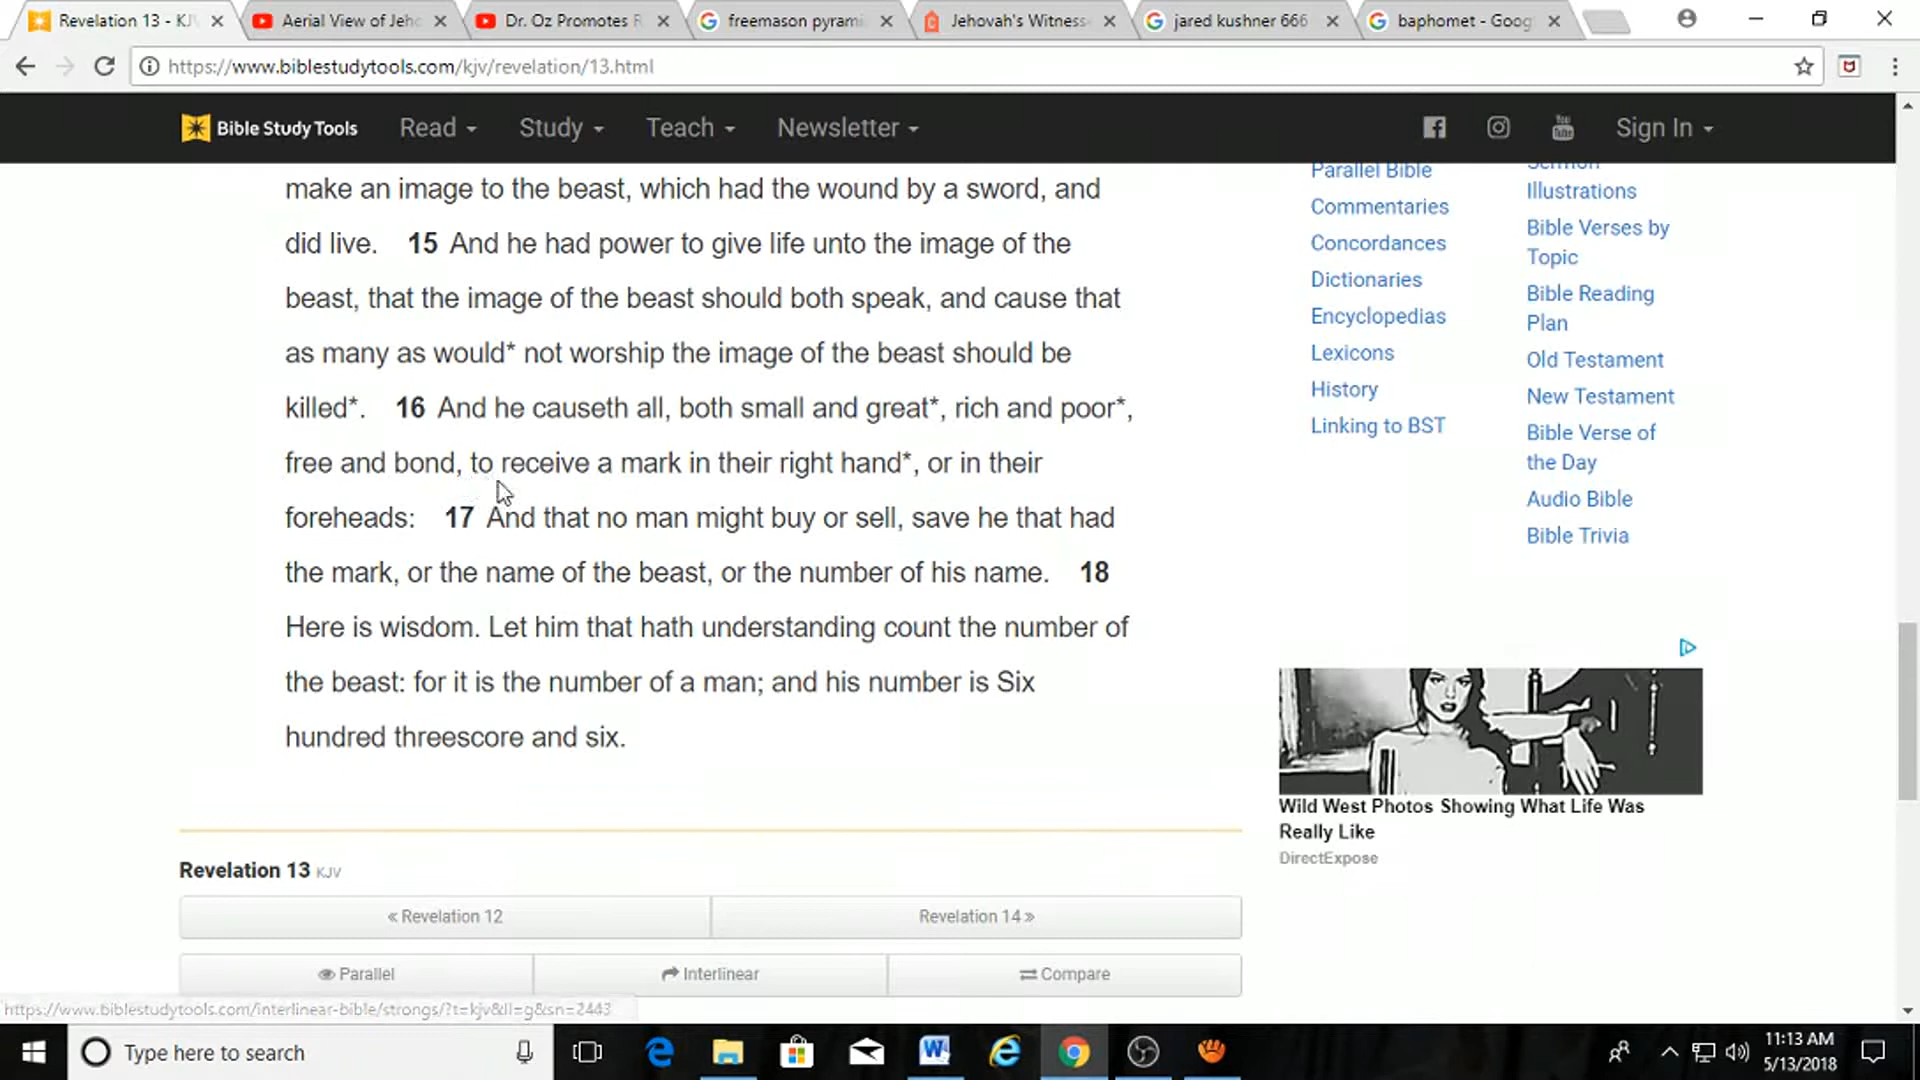 Revelation 13 - KJV
Aerial View of Jeho
Dr. Oz Promotes R
freemason pyrami
Jehovah's Witness
jared kushner 666
baphomet - Goog
https://www.biblestudytools.com/kjv/revelation/13.html
Bible Study Tools
Read
Study
Teach
Newsletter
You Tube
Sign In
make an image to the beast, which had the wound by a sword, and
did live. 15 And he had power to give life unto the image of the
beast, that the image of the beast should both speak, and cause that
as many as would* not worship the image of the beast should be
killed*. 16 And he causeth all, both small and great*, rich and poor*,
free and bond, to receive a mark in their right hand*, or in their
foreheads: 17 And that no man might buy or sell, save he that had
the mark, or the name of the beast, or the number of his name. 18
Here is wisdom. Let him that hath understanding count the number of
the beast: for it is the number of a man; and his number is Six
hundred threescore and six.
Parallel Bible
Commentaries
Concordances
Dictionaries
Encyclopedias
Lexicons
History
Linking to BST
Sermon
Illustrations
Bible Verses by
Topic
Bible Reading
Plan
Old Testament
New Testament
Bible Verse of
the Day
Audio Bible
Bible Trivia
Wild West Photos Showing What Life Was
Really Like
DirectExpose
Revelation 13 KJV
« Revelation 12
Revelation 14 »
Parallel
Interlinear
Compare
https://www.biblestudytools.com/interlinear-bible/strongs/?t=kjv&ll=g&sn=2443
Type here to search
11:13 AM
5/13/2018